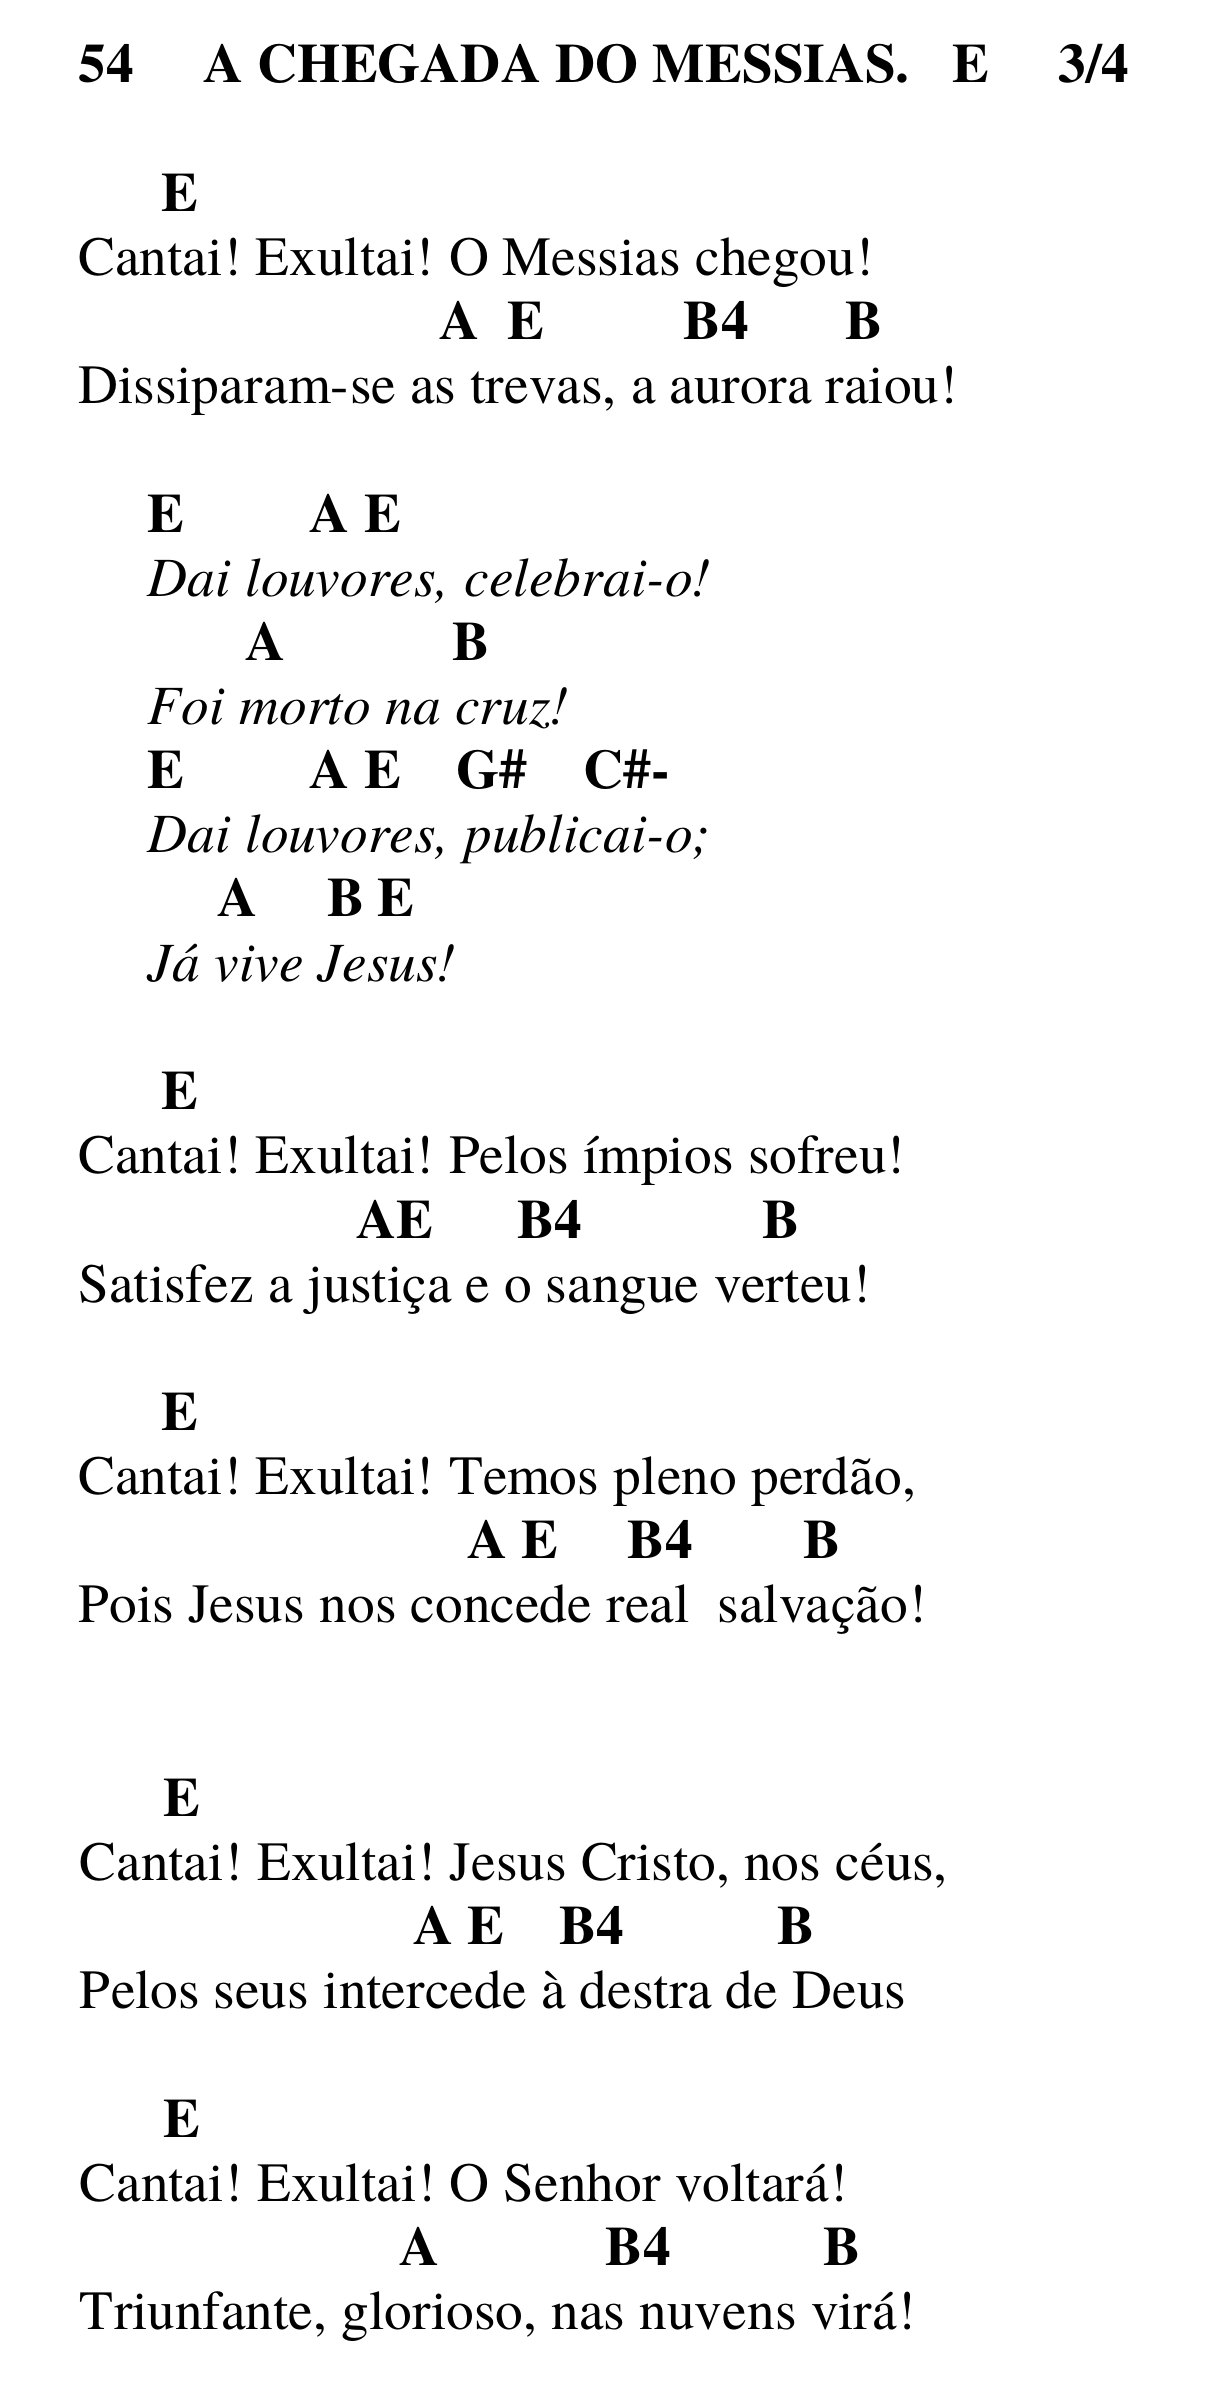 54 A CHEGADA DO MESSIAS. E 3/4
E
Cantai! Exultai! O Messias chegou!
A E B4 B
Dissiparam-se as trevas, a aurora raiou!
E A E
Dai louvores, celebrai-o!
A B
Foi morto na cruz!
E A E G# C#-
Dai louvores, publicai-o;
A B E
Já vive Jesus!
E
Cantai! Exultai! Pelos ímpios sofreu!
AE B4 B
Satisfez a justiça e o sangue verteu!
E
Cantai! Exultai! Temos pleno perdão,
A E B4 B
Pois Jesus nos concede real  salvação!
E
Cantai! Exultai! Jesus Cristo, nos céus,
A E B4 B
Pelos seus intercede à destra de Deus
E
Cantai! Exultai! O Senhor voltará!
A B4 B
Triunfante, glorioso, nas nuvens virá!